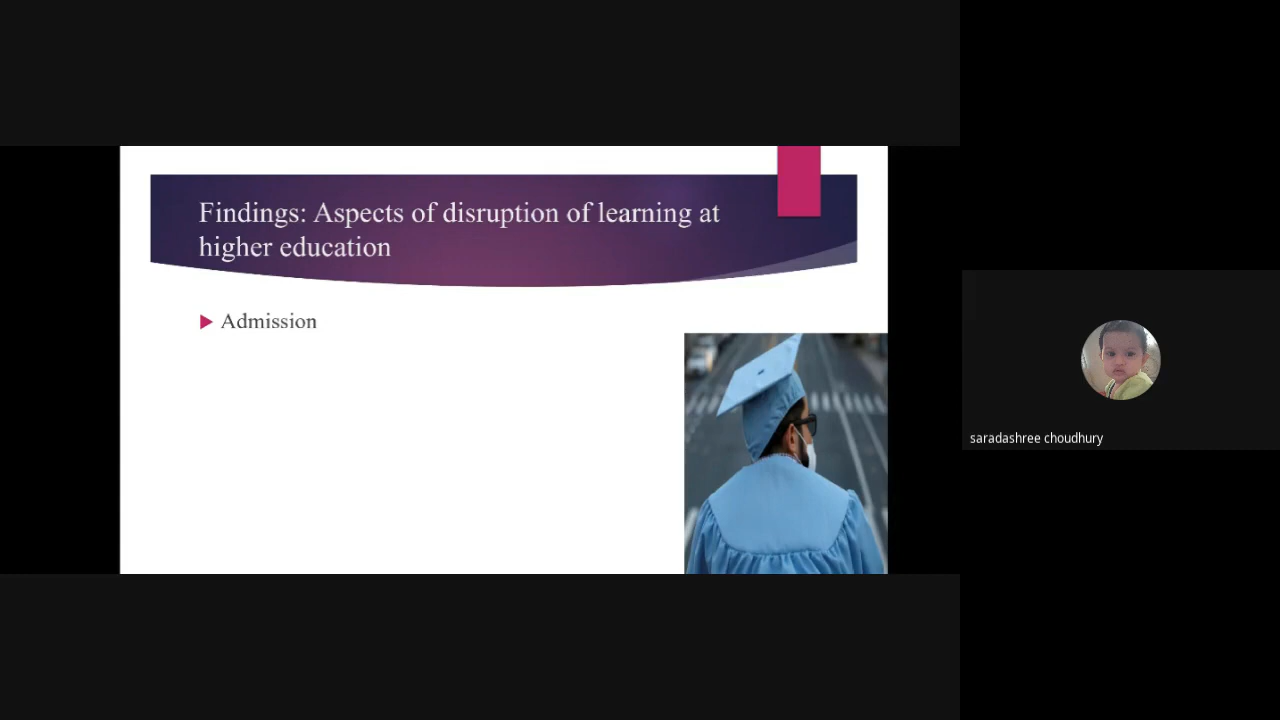 Findings: Aspects of disruption of learning at
higher education
Admission
saradashree choudhury